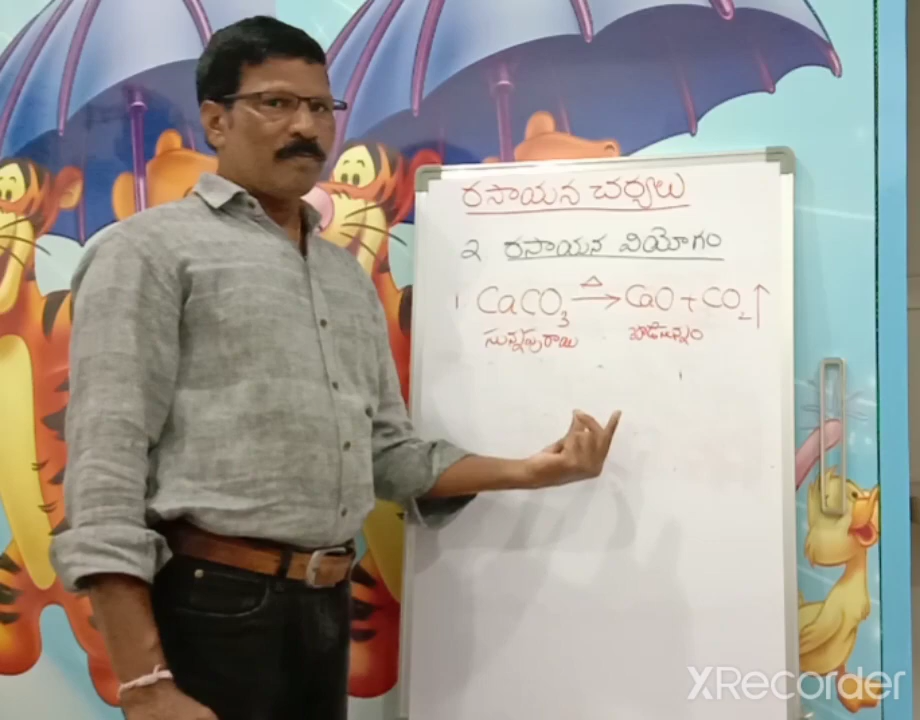 రసాయన చర్యలు
2 రసాయన వియోగం
1 CaCO₃ →(Δ) CaO + CO₂ ↑
సున్నపురాయి పొడిసున్నం
XRecorder